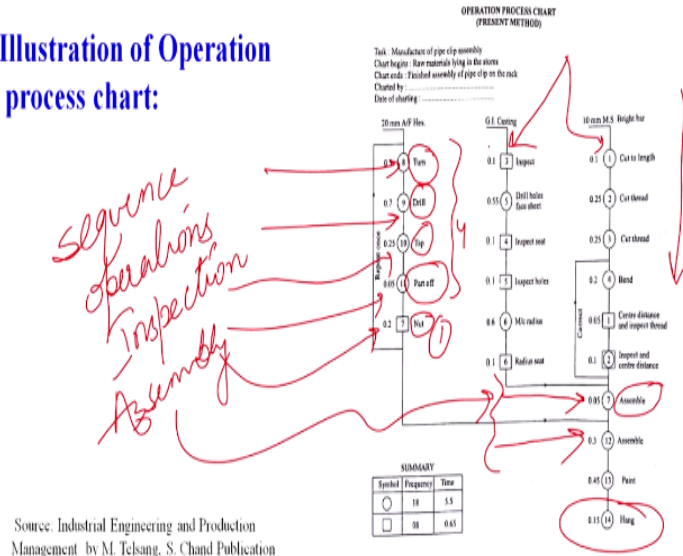 OPERATION PROCESS CHART
(PRESENT METHOD)
Illustration of Operation
process chart:
Task : Manufacture of pipe clip assembly
Chart begins : Raw materials lying in the stores
Chart ends : Finished assembly of pipe clip on the rack
Charted by :
Date of charting :
20 mm A/F Hex.
8 Turn
0.7 9 Drill
0.25 10 Tap
0.05 11 Part off
0.2 7 Nut
Repeat once
4
1
G.I. Casting
0.1 3 Inspect
0.55 5 Drill holes
face sheet
0.1 4 Inspect seat
0.1 5 Inspect holes
0.6 6 M/c radius
0.1 6 Radius seat
10 mm M.S. Bright bar
1 Cut to length
0.25 2 Cut thread
0.25 3 Cut thread
0.2 4 Bend
0.65 1 Centre distance
and inspect thread
0.1 2 Inspect and
centre distance
Correct
0.05 7 Assemble
0.3 12 Assemble
0.45 13 Paint
0.15 14 Hang
sequence
operations
Inspection
Assembly
SUMMARY
Symbol Frequency Time
5.5
08 0.65
Source: Industrial Engineering and Production
Management by M. Telsang, S. Chand Publication